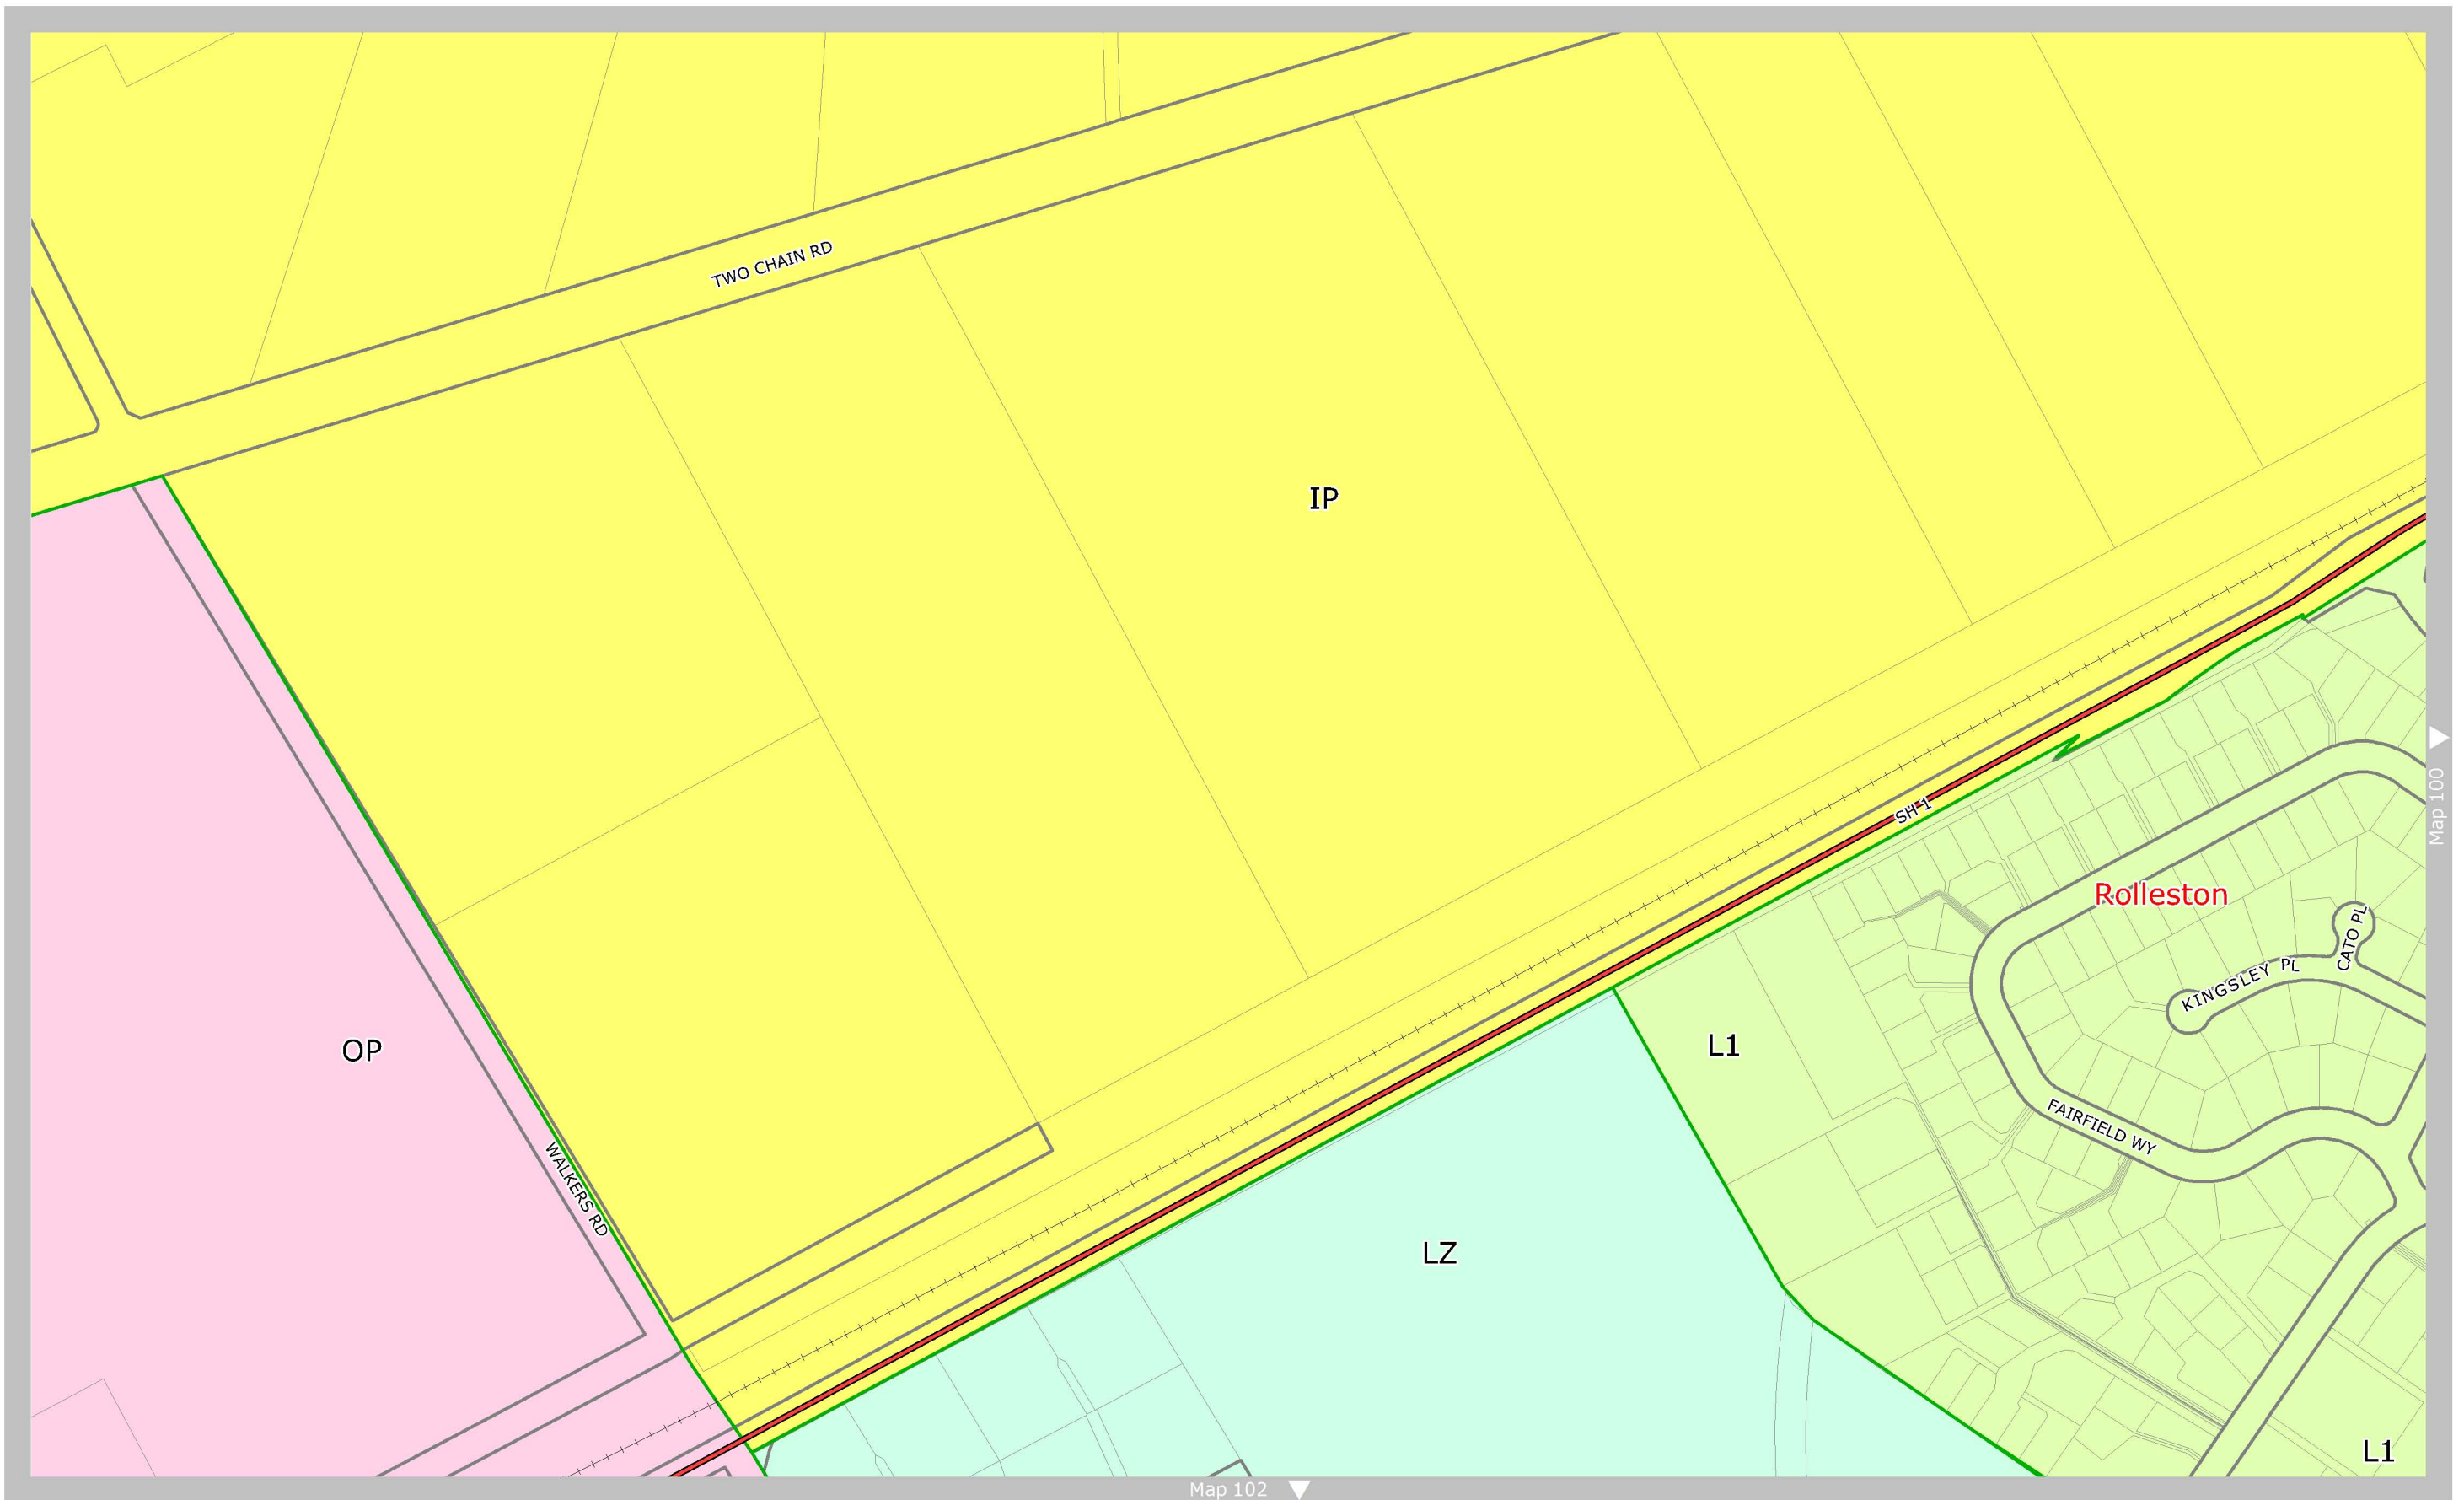 TWO CHAIN RD
IP
Map 100
SH 1
Rolleston
CATO PL
KINGSLEY PL
L1
OP
FAIRFIELD WY
WALKERS RD
LZ
L1
Map 102